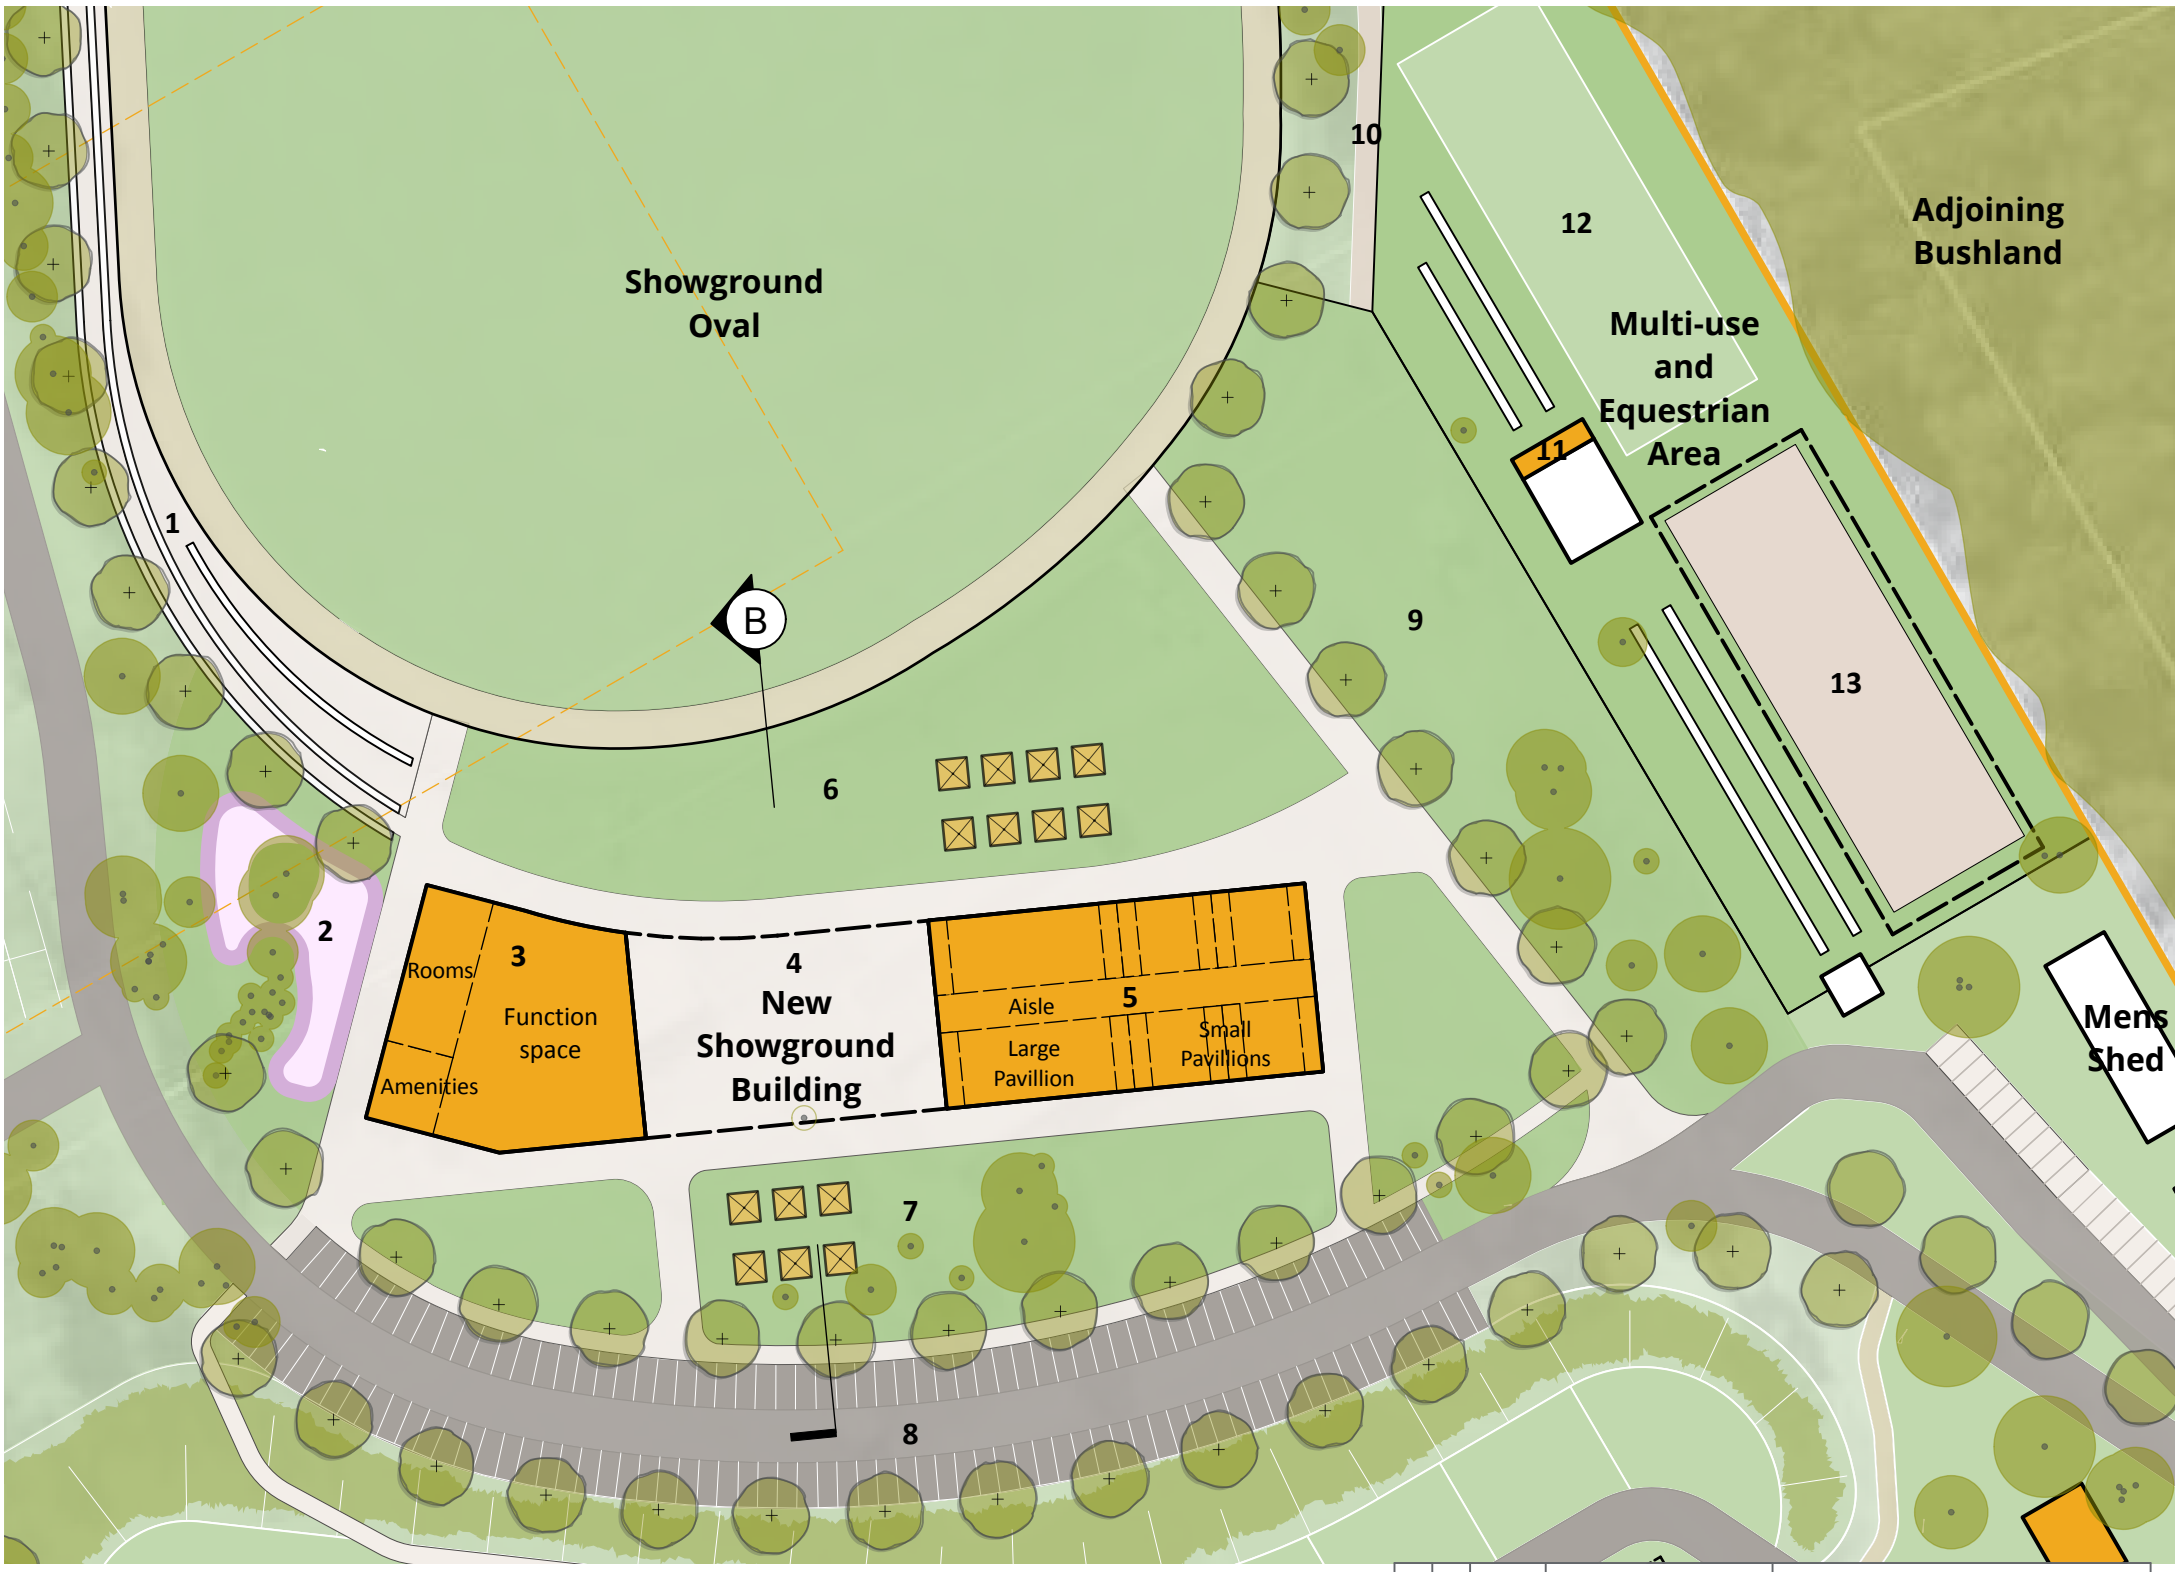 10
12
Adjoining
Bushland
Showground
Oval
Multi-use
and
Equestrian
Area
11
1
B
9
13
6
2
3
Rooms
Function
space
Amenities
4
New
Showground
Building
5
Aisle
Large
Pavillion
Small
Pavillions
Mens
Shed
7
8